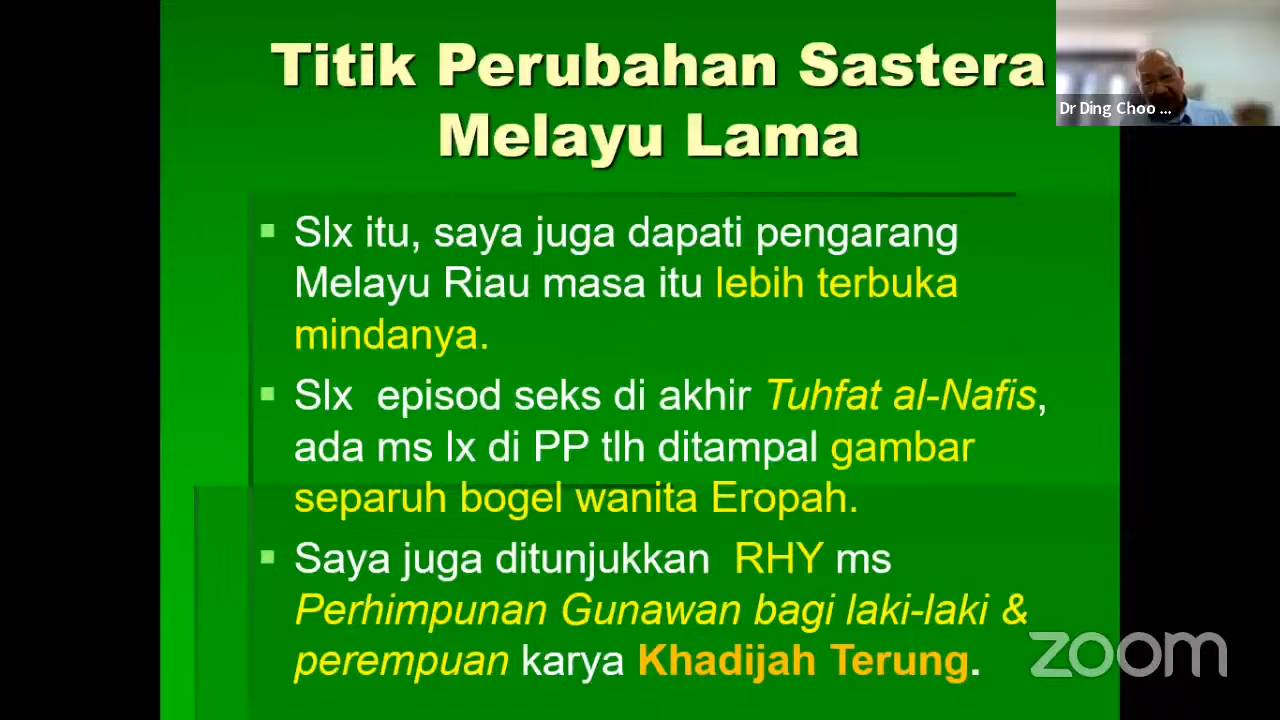 Titik Perubahan Sastera
Melayu Lama
Dr Ding Choo ...
Slx itu, saya juga dapati pengarang
Melayu Riau masa itu lebih terbuka
mindanya.
Slx episod seks di akhir Tuhfat al-Nafis,
ada ms lx di PP tlh ditampal gambar
separuh bogel wanita Eropah.
Saya juga ditunjukkan RHY ms
Perhimpunan Gunawan bagi laki-laki &
perempuan karya Khadijah Terung.
zoom